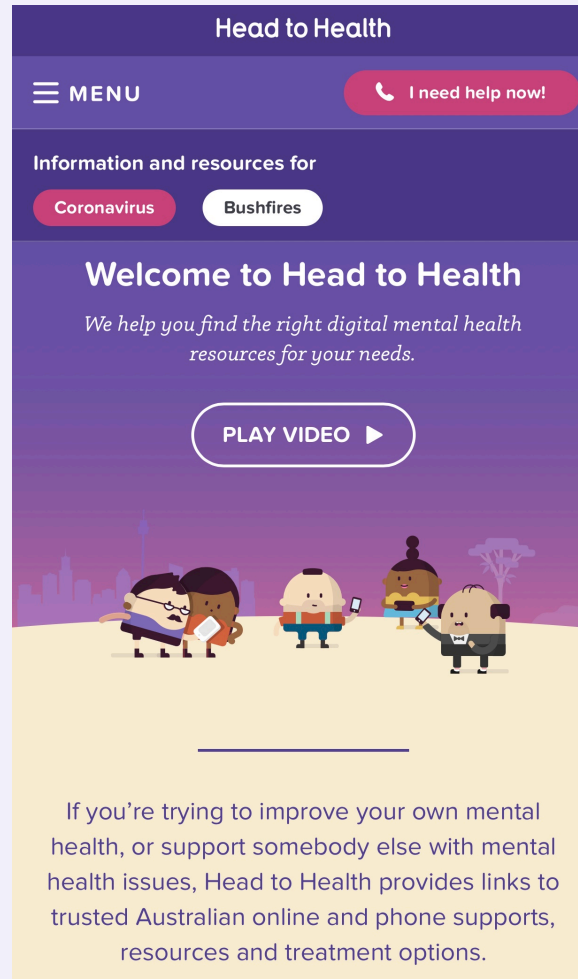 Head to Health
MENU
I need help now!
Information and resources for
Coronavirus
Bushfires
Welcome to Head to Health
We help you find the right digital mental health
resources for your needs.
PLAY VIDEO
If you’re trying to improve your own mental
health, or support somebody else with mental
health issues, Head to Health provides links to
trusted Australian online and phone supports,
resources and treatment options.